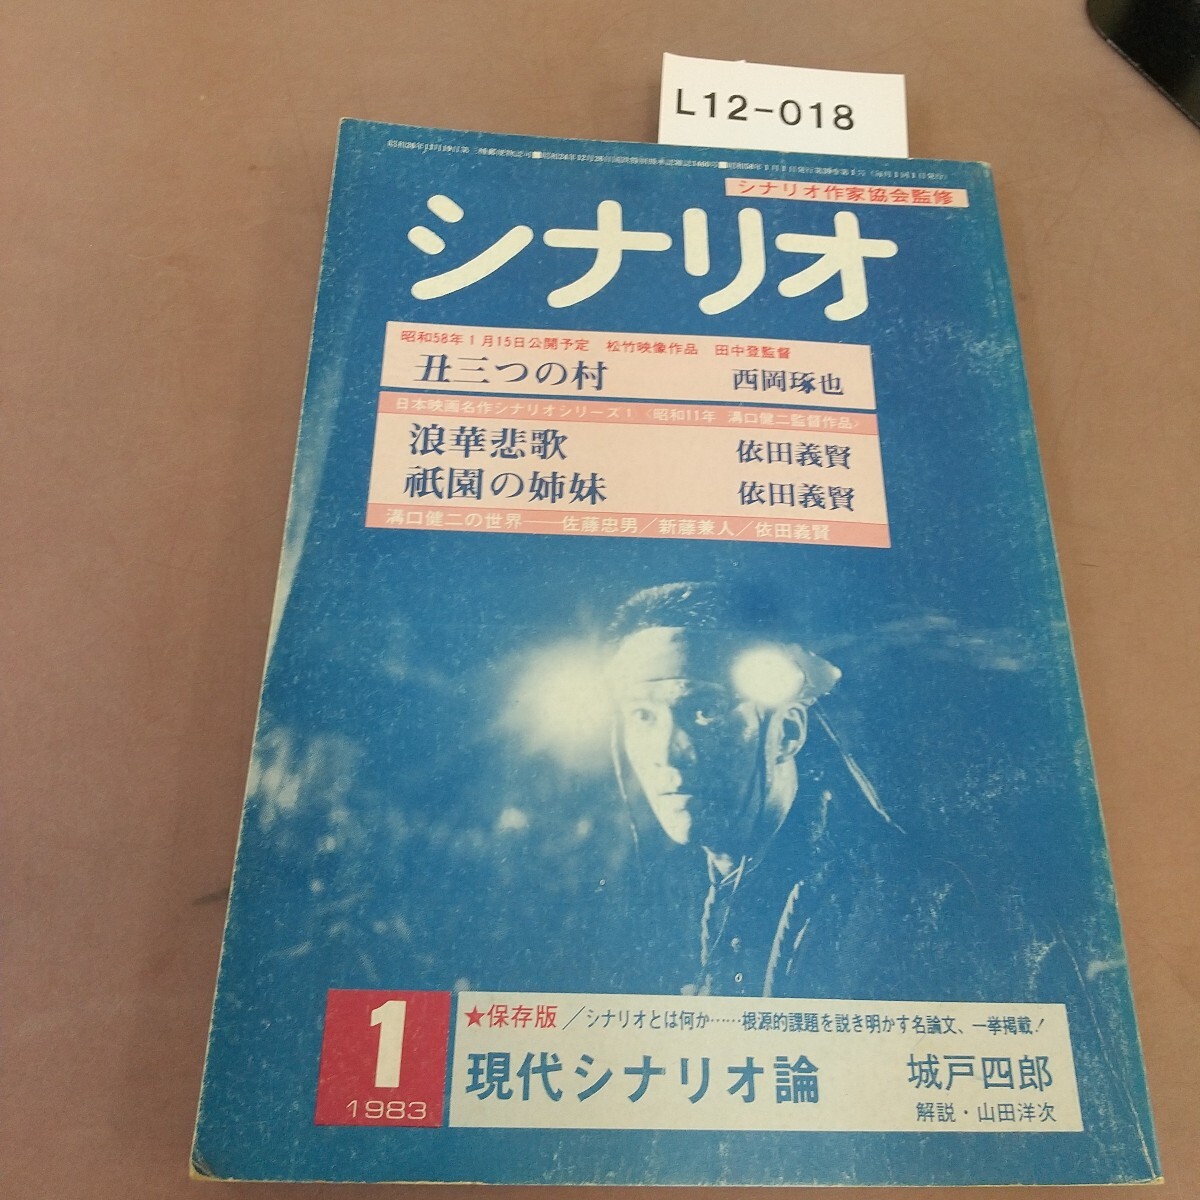 L12-018
シナリオ作家協会監修
シナリオ
昭和58年1月15日公開予定 松竹映像作品 田中登監督
丑三つの村 西岡琢也
日本映画名作シナリオシリーズ1〈昭和11年 溝口健二監督作品〉
浪華悲歌 依田義賢
祇園の姉妹 依田義賢
溝口健二の世界――佐藤忠男／新藤兼人／依田義賢
1
1983
★保存版／シナリオとは何か……根源的課題を説き明かす名論文、一挙掲載!
現代シナリオ論 城戸四郎
解説・山田洋次